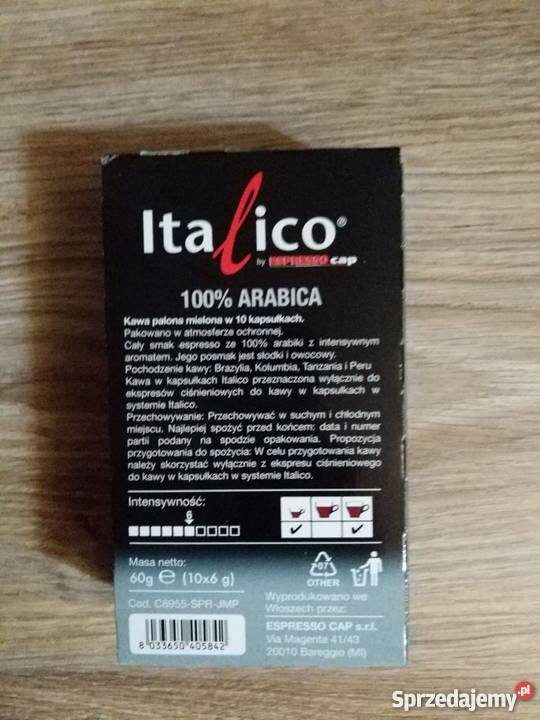 Italico®
by ESPRESSO cap
100% ARABICA
Kawa palona mielona w 10 kapsułkach.
Pakowano w atmosferze ochronnej.
Cały smak espresso ze 100% arabiki z intensywnym
aromatem. Jego posmak jest słodki i owocowy.
Pochodzenie kawy: Brazylia, Kolumbia, Tanzania i Peru
Kawa w kapsułkach Italico przeznaczona wyłącznie do
ekspresów ciśnieniowych do kawy w kapsułkach w
systemie Italico.
Przechowywanie: Przechowywać w suchym i chłodnym
miejscu. Najlepiej spożyć przed końcem: data i numer
partii podany na spodzie opakowania. Propozycja
przygotowania do spożycia: W celu przygotowania kawy
należy skorzystać wyłącznie z ekspresu ciśnieniowego
do kawy w kapsułkach w systemie Italico.
Intensywność:
6
Masa netto:
60g e (10x6 g)
07
OTHER
Cod. C6955-SPR-JMP
8 033650 405842
Wyprodukowano we
Włoszech przez:
ESPRESSO CAP s.r.l.
Via Magenta 41/43
20010 Bareggio (MI)
Sprzedajemy.pl